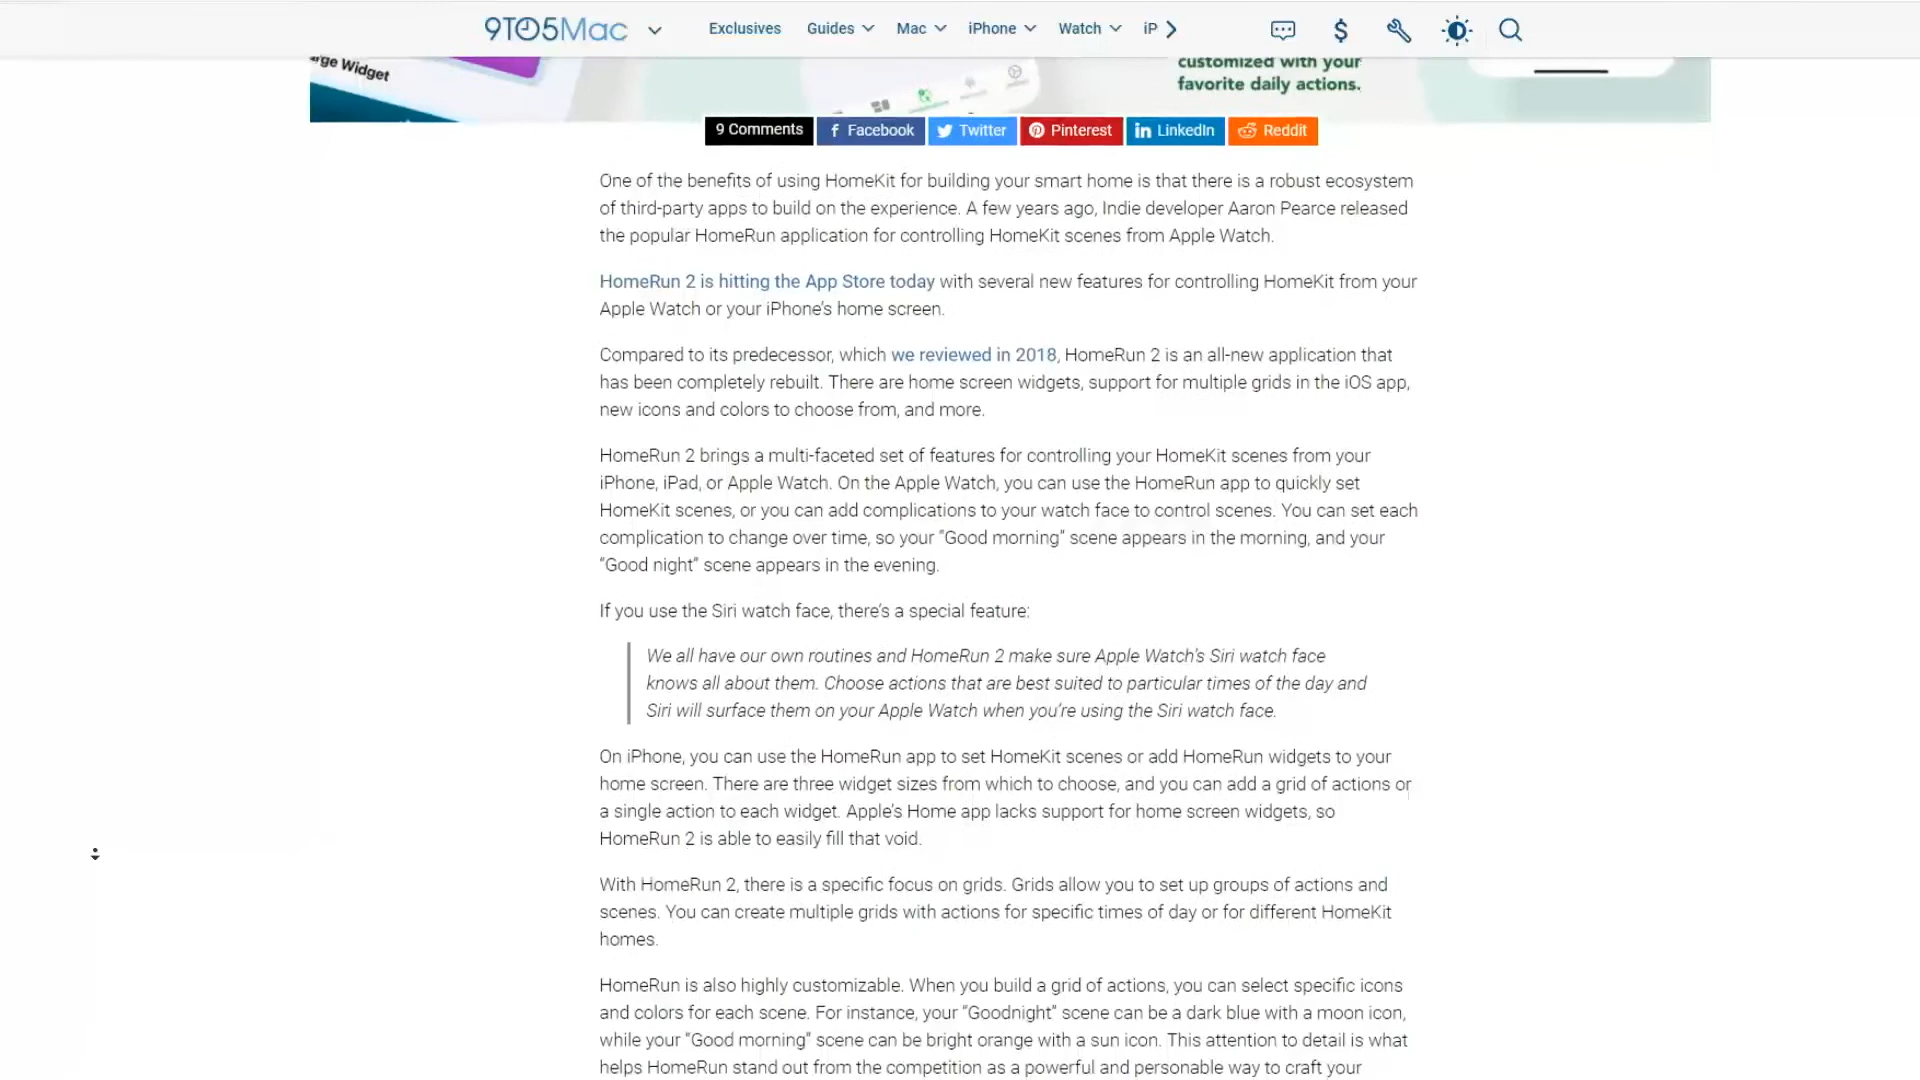 9TO5Mac
Exclusives Guides Mac iPhone Watch iP
$
arge Widget
customized with your
favorite daily actions.
9 Comments Facebook Twitter Pinterest LinkedIn Reddit
One of the benefits of using HomeKit for building your smart home is that there is a robust ecosystem
of third-party apps to build on the experience. A few years ago, Indie developer Aaron Pearce released
the popular HomeRun application for controlling HomeKit scenes from Apple Watch.
HomeRun 2 is hitting the App Store today with several new features for controlling HomeKit from your
Apple Watch or your iPhone's home screen.
Compared to its predecessor, which we reviewed in 2018, HomeRun 2 is an all-new application that
has been completely rebuilt. There are home screen widgets, support for multiple grids in the iOS app,
new icons and colors to choose from, and more.
HomeRun 2 brings a multi-faceted set of features for controlling your HomeKit scenes from your
iPhone, iPad, or Apple Watch. On the Apple Watch, you can use the HomeRun app to quickly set
HomeKit scenes, or you can add complications to your watch face to control scenes. You can set each
complication to change over time, so your "Good morning" scene appears in the morning, and your
"Good night" scene appears in the evening.
If you use the Siri watch face, there's a special feature:
We all have our own routines and HomeRun 2 make sure Apple Watch's Siri watch face
knows all about them. Choose actions that are best suited to particular times of the day and
Siri will surface them on your Apple Watch when you're using the Siri watch face.
On iPhone, you can use the HomeRun app to set HomeKit scenes or add HomeRun widgets to your
home screen. There are three widget sizes from which to choose, and you can add a grid of actions or
a single action to each widget. Apple's Home app lacks support for home screen widgets, so
HomeRun 2 is able to easily fill that void.
With HomeRun 2, there is a specific focus on grids. Grids allow you to set up groups of actions and
scenes. You can create multiple grids with actions for specific times of day or for different HomeKit
homes.
HomeRun is also highly customizable. When you build a grid of actions, you can select specific icons
and colors for each scene. For instance, your "Goodnight" scene can be a dark blue with a moon icon,
while your "Good morning" scene can be bright orange with a sun icon. This attention to detail is what
helps HomeRun stand out from the competition as a powerful and personable way to craft your